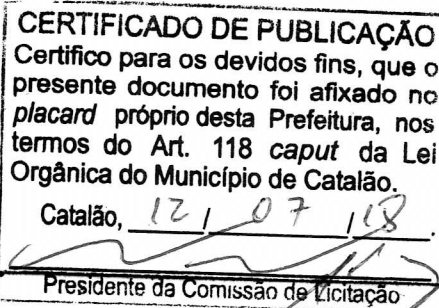 CERTIFICADO DE PUBLICAÇÃO
Certifico para os devidos fins, que o
presente documento foi afixado no
placard próprio desta Prefeitura, nos
termos do Art. 118 caput da Lei
Orgânica do Município de Catalão.
Catalão, 12 / 07 / 18.
Presidente da Comissão de Licitação